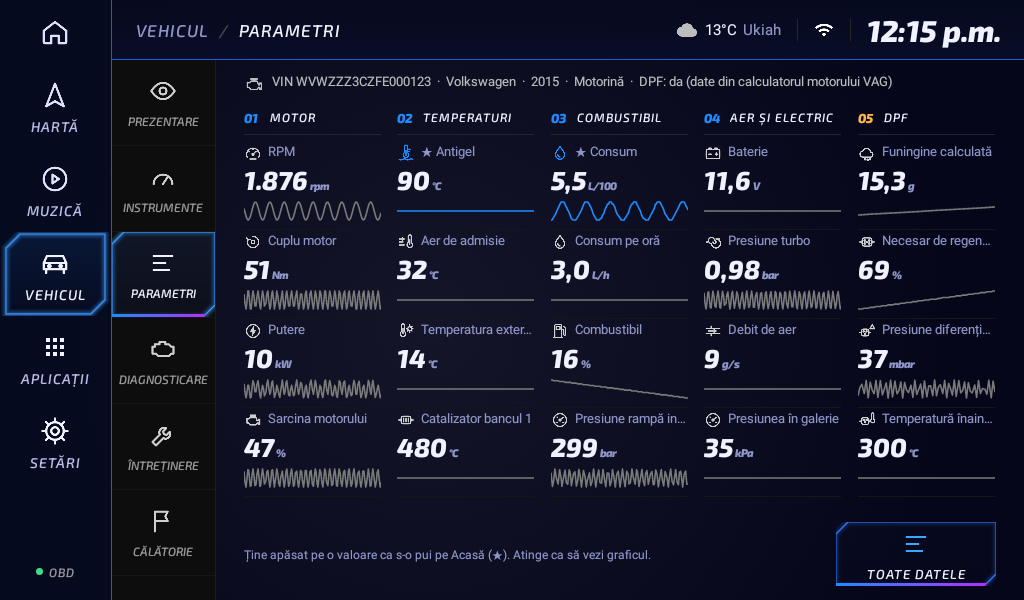 VEHICUL / PARAMETRI
13°C Ukiah
12:15 p.m.
HARTĂ
MUZICĂ
VEHICUL
APLICAȚII
SETĂRI
OBD
PREZENTARE
INSTRUMENTE
PARAMETRI
DIAGNOSTICARE
ÎNTREȚINERE
CĂLĂTORIE
VIN WVWZZZ3CZFE000123 · Volkswagen · 2015 · Motorină · DPF: da (date din calculatorul motorului VAG)
01 MOTOR
RPM
1.876 rpm
Cuplu motor
51 Nm
Putere
10 kW
Sarcina motorului
47 %
02 TEMPERATURI
★ Antigel
90 °C
Aer de admisie
32 °C
Temperatura exter...
14 °C
Catalizator bancul 1
480 °C
03 COMBUSTIBIL
★ Consum
5,5 L/100
Consum pe oră
3,0 L/h
Combustibil
16 %
Presiune rampă in...
299 bar
04 AER ȘI ELECTRIC
Baterie
11,6 V
Presiune turbo
0,98 bar
Debit de aer
9 g/s
Presiunea în galerie
35 kPa
05 DPF
Funingine calculată
15,3 g
Necesar de regen...
69 %
Presiune diferenți...
37 mbar
Temperatură înain...
300 °C
Ține apăsat pe o valoare ca s-o pui pe Acasă (★). Atinge ca să vezi graficul.
TOATE DATELE